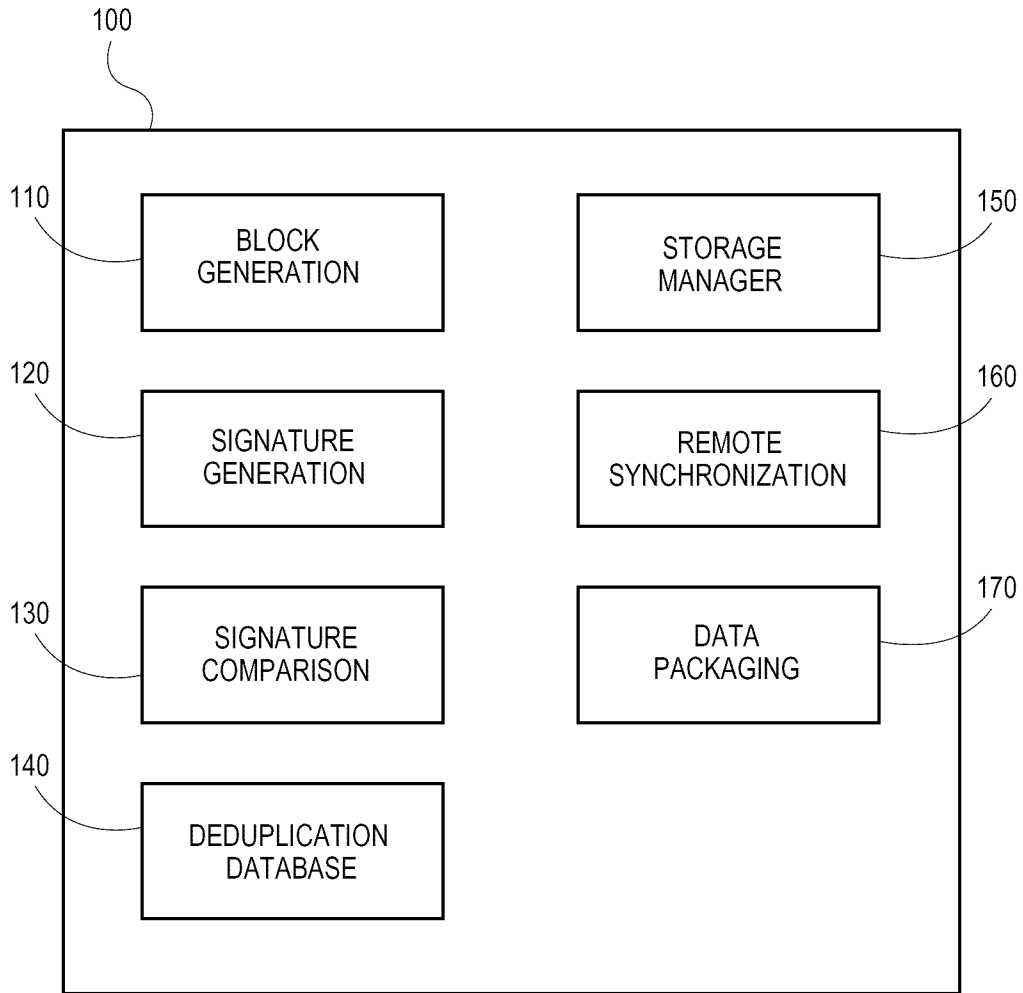 100
110
BLOCK
GENERATION
120
SIGNATURE
GENERATION
130
SIGNATURE
COMPARISON
140
DEDUPLICATION
DATABASE
150
STORAGE
MANAGER
160
REMOTE
SYNCHRONIZATION
170
DATA
PACKAGING